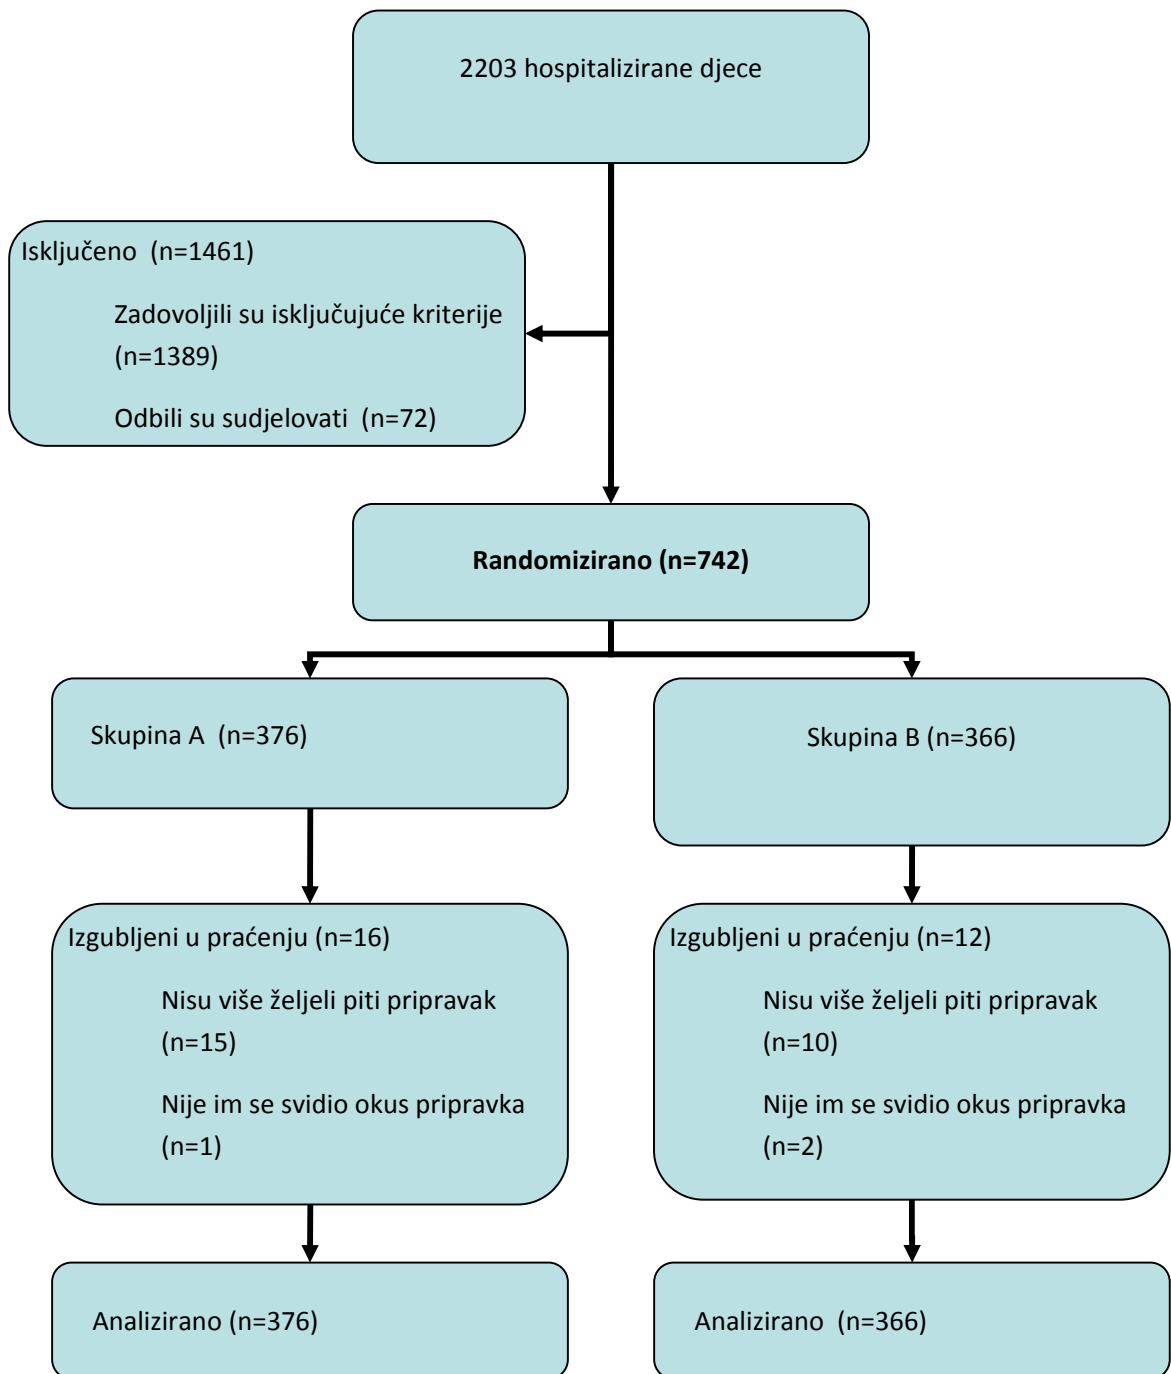 2203 hospitalizirane djece
Isključeno (n=1461)
Zadovoljili su isključujuće kriterije
(n=1389)
Odbili su sudjelovati (n=72)
Randomizirano (n=742)
Skupina A (n=376)
Skupina B (n=366)
Izgubljeni u praćenju (n=16)
Nisu više željeli piti pripravak
(n=15)
Nije im se svidio okus pripravka
(n=1)
Izgubljeni u praćenju (n=12)
Nisu više željeli piti pripravak
(n=10)
Nije im se svidio okus pripravka
(n=2)
Analizirano (n=376)
Analizirano (n=366)